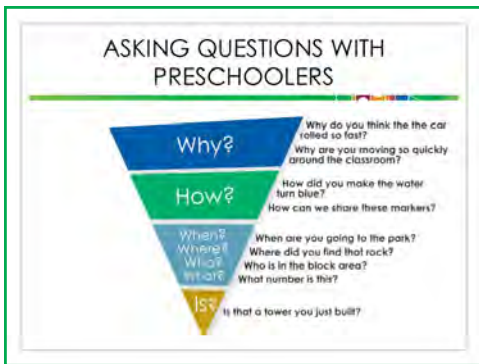 ASKING QUESTIONS WITH
PRESCHOOLERS
Why?
Why do you think the the car
rolled so fast?
Why are you moving so quickly
around the classroom?
How?
How did you make the water
turn blue?
How can we share these markers?
When?
Where?
Who?
What?
When are you going to the park?
Where did you find that rock?
Who is in the block area?
What number is this?
Is?
Is that a tower you just built?